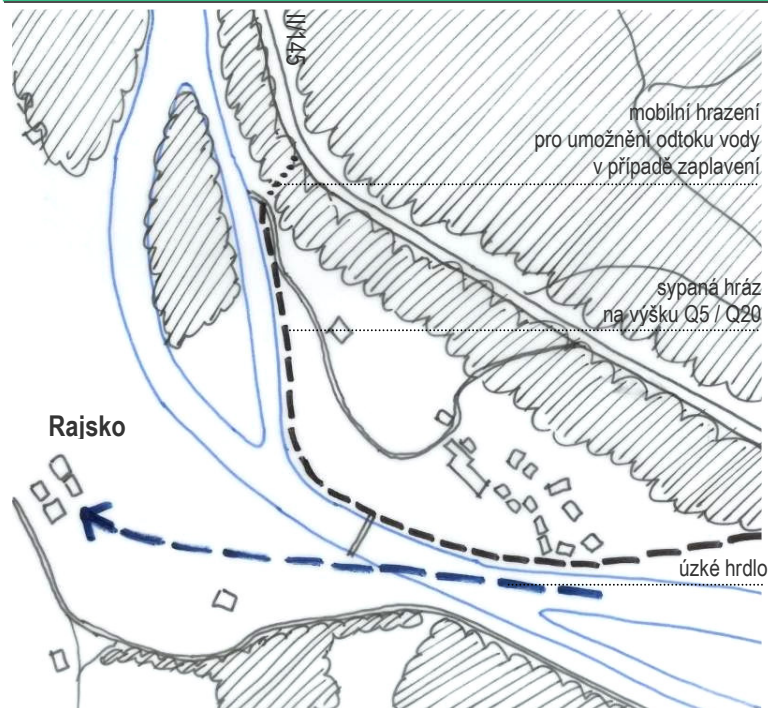 II/145
mobilní hrazení
pro umožnění odtoku vody
v případě zaplavení
sypaná hráz
na výšku Q5 / Q20
Rajsko
úzké hrdlo